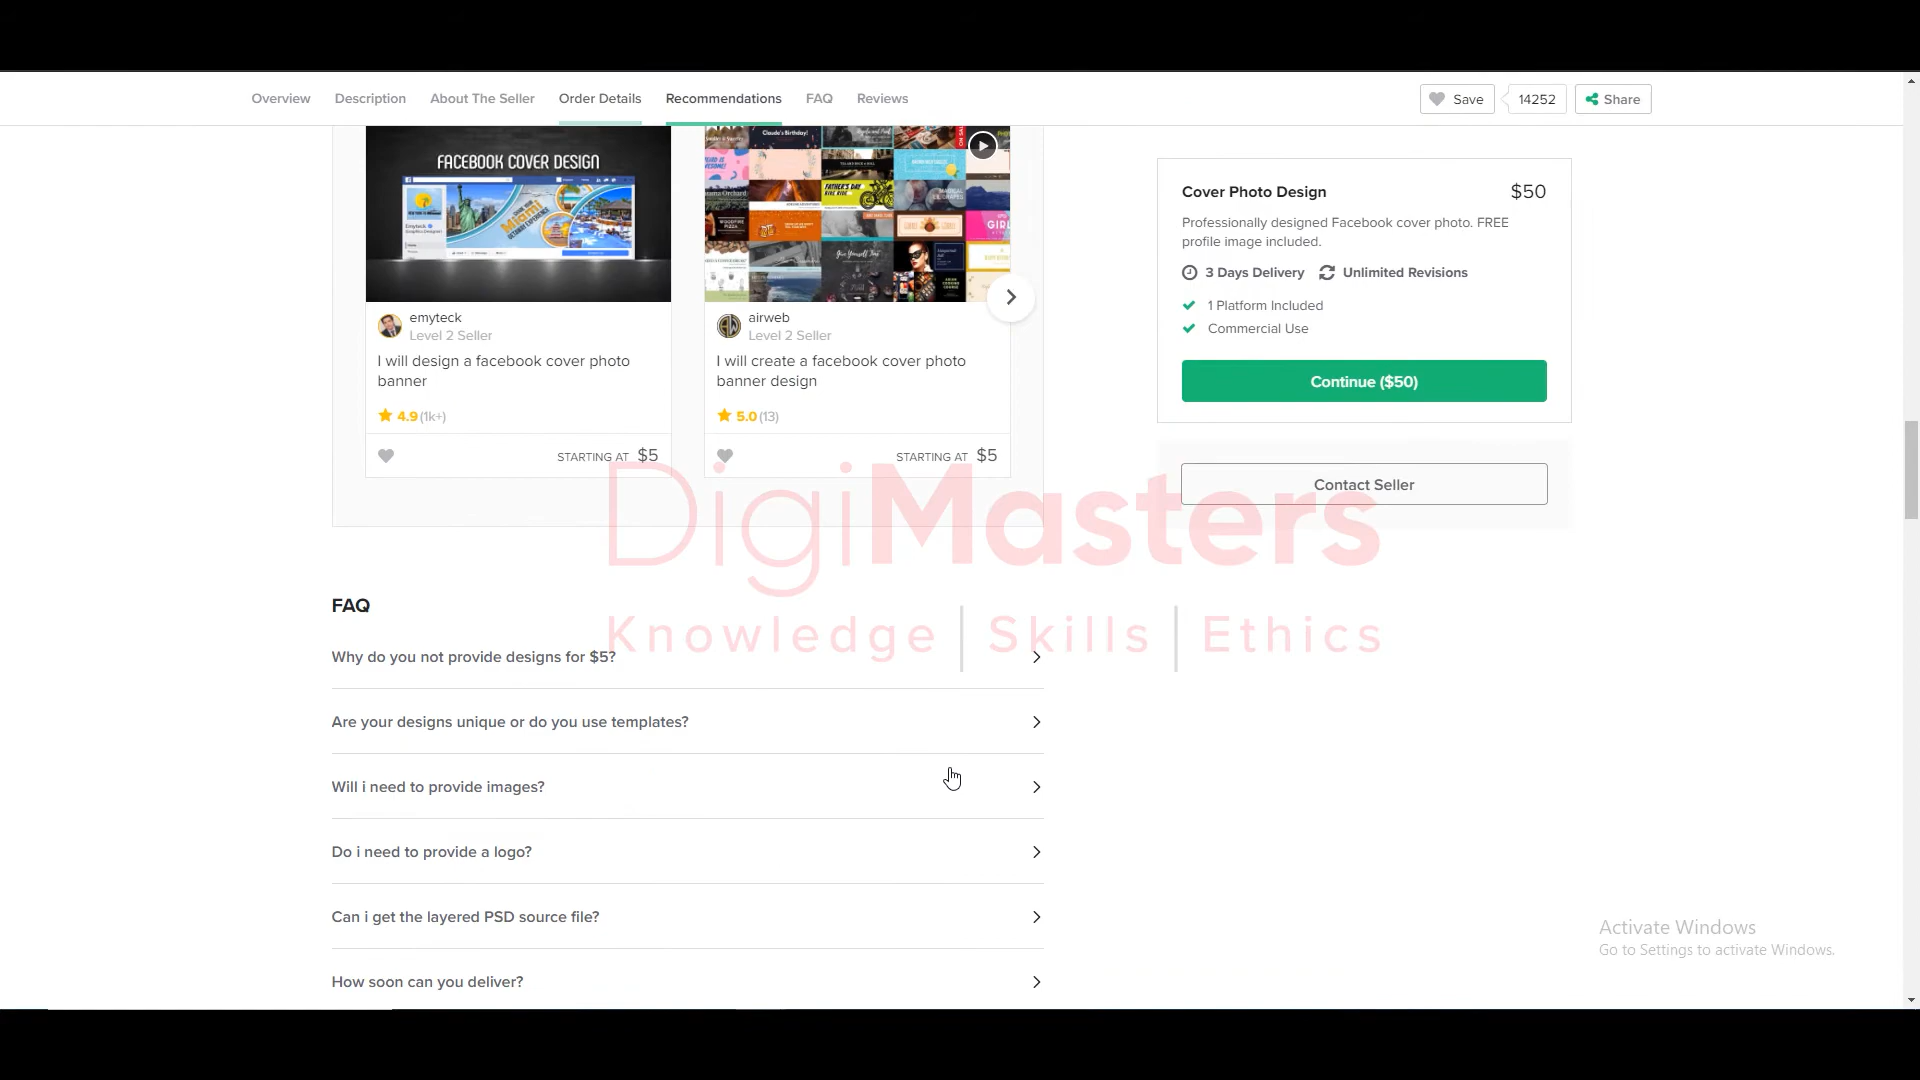 Overview Description About The Seller Order Details Recommendations FAQ Reviews
Save 14252 Share
FACEBOOK COVER DESIGN
Claude's Birthday!
FATHER'S DAY
emyteck
Level 2 Seller
I will design a facebook cover photo
banner
4.9 (1k+)
STARTING AT $5
airweb
Level 2 Seller
I will create a facebook cover photo
banner design
5.0 (13)
STARTING AT $5
Cover Photo Design $50
Professionally designed Facebook cover photo. FREE
profile image included.
3 Days Delivery Unlimited Revisions
1 Platform Included
Commercial Use
Continue ($50)
Contact Seller
DigiMasters
Knowledge | Skills | Ethics
FAQ
Why do you not provide designs for $5?
Are your designs unique or do you use templates?
Will i need to provide images?
Do i need to provide a logo?
Can i get the layered PSD source file?
How soon can you deliver?
Activate Windows
Go to Settings to activate Windows.